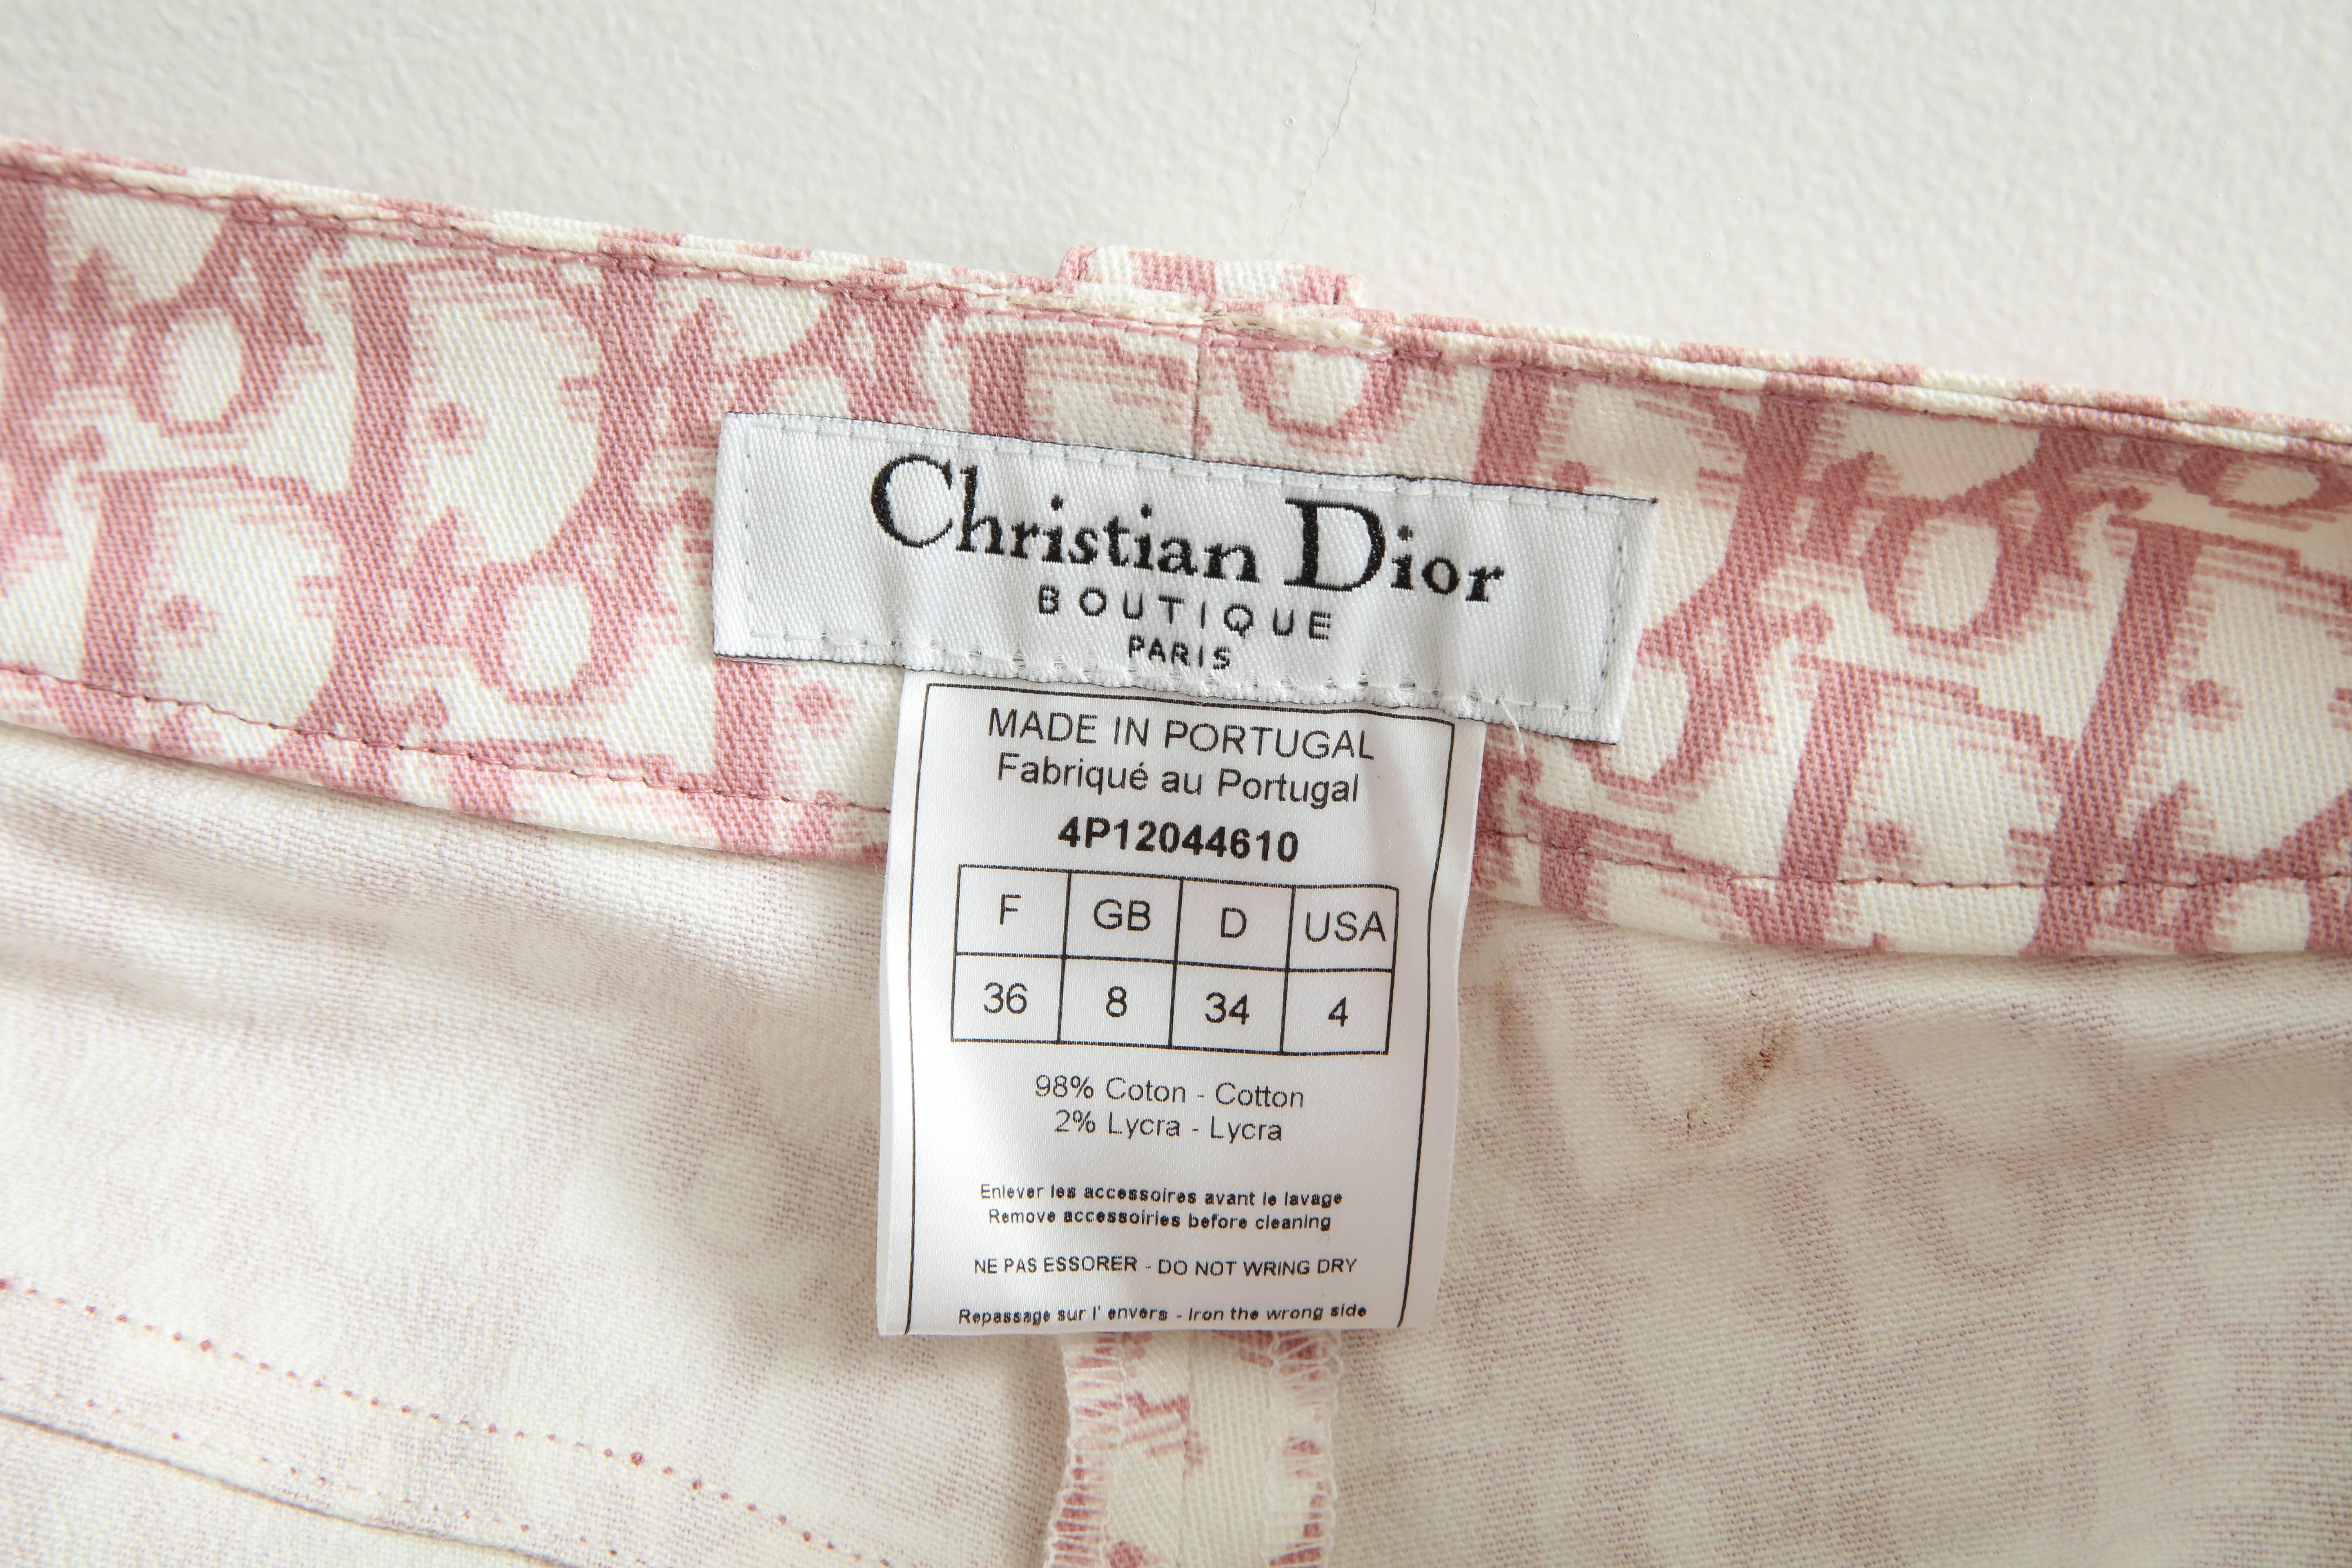 Christian Dior
BOUTIQUE
PARIS
MADE IN PORTUGAL
Fabriqué au Portugal
4P12044610
F GB D USA
36 8 34 4
98% Coton - Cotton
2% Lycra - Lycra
Enlever les accessoires avant le lavage
Remove accessoiries before cleaning
NE PAS ESSORER - DO NOT WRING DRY
Repassage sur l' envers - Iron the wrong side